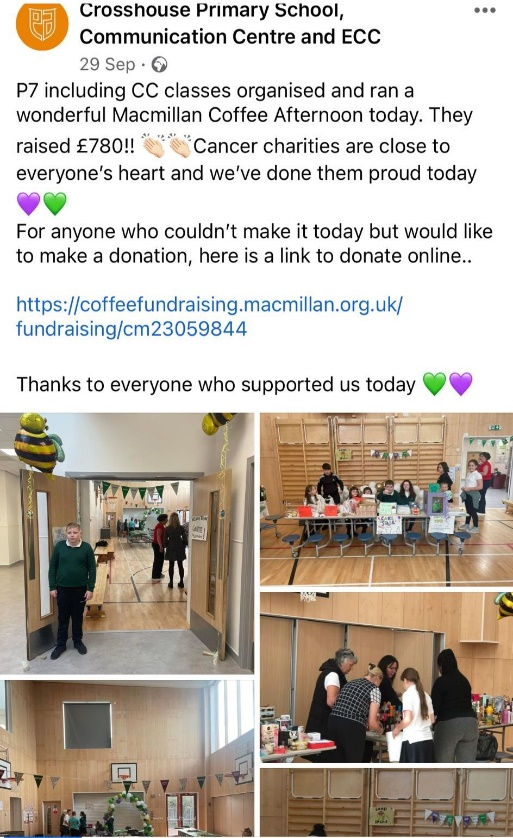 Crosshouse Primary School,
Communication Centre and ECC
29 Sep ·
P7 including CC classes organised and ran a
wonderful Macmillan Coffee Afternoon today. They
raised £780!! 👏🏻👏🏻Cancer charities are close to
everyone’s heart and we’ve done them proud today
💜💚
For anyone who couldn’t make it today but would like
to make a donation, here is a link to donate online..
https://coffeefundraising.macmillan.org.uk/
fundraising/cm23059844
Thanks to everyone who supported us today 💚💜